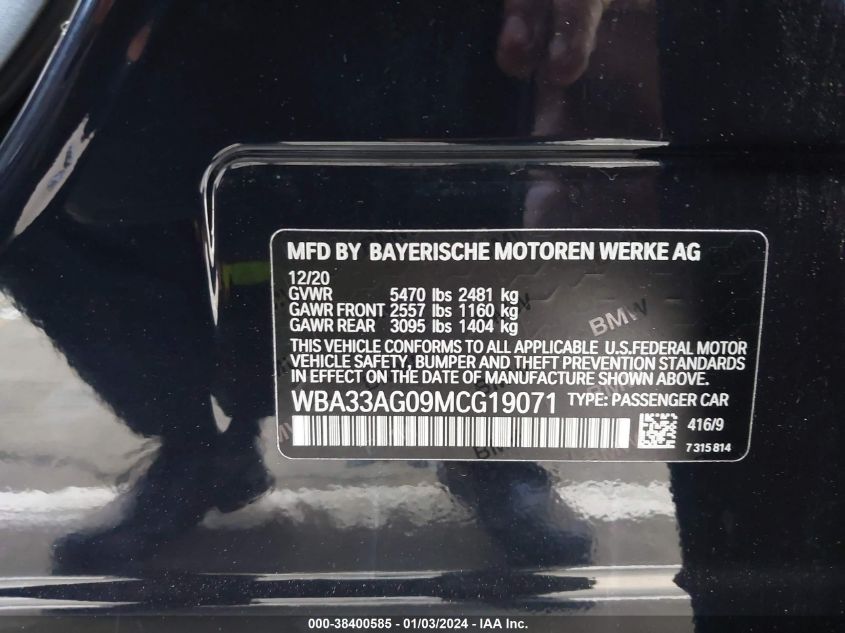 MFD BY BAYERISCHE MOTOREN WERKE AG
12/20
GVWR 5470 lbs 2481 kg
GAWR FRONT 2557 lbs 1160 kg
GAWR REAR 3095 lbs 1404 kg
BMW
THIS VEHICLE CONFORMS TO ALL APPLICABLE U.S.FEDERAL MOTOR
VEHICLE SAFETY, BUMPER AND THEFT PREVENTION STANDARDS
IN EFFECT ON THE DATE OF MANUFACTURE SHOWN ABOVE.
WBA33AG09MCG19071 TYPE: PASSENGER CAR
416/9
7 315 814
000-38400585 - 01/03/2024 - IAA Inc.